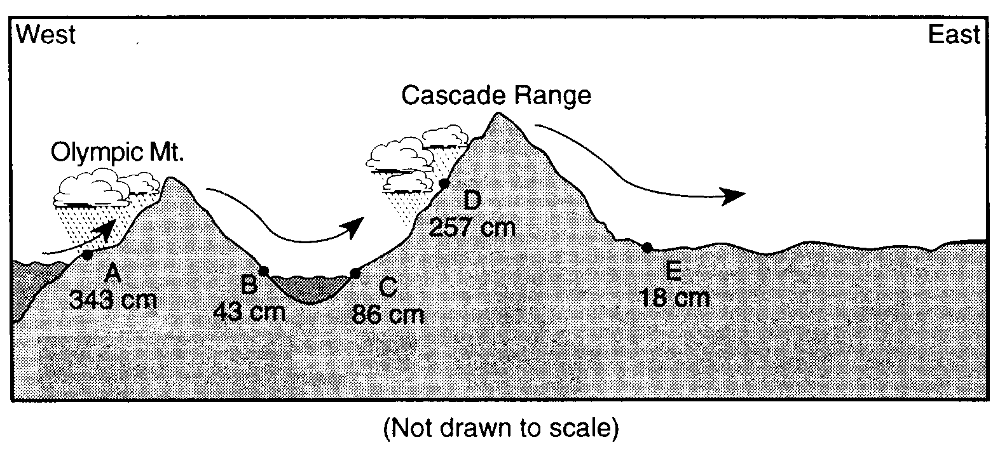 West
East
Cascade Range
Olympic Mt.
D
257 cm
A
343 cm
B
43 cm
C
86 cm
E
18 cm
(Not drawn to scale)